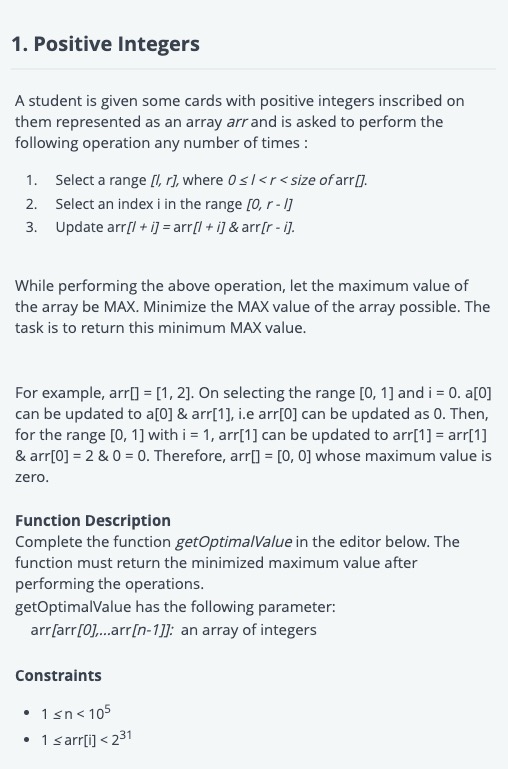 1. Positive Integers
A student is given some cards with positive integers inscribed on
them represented as an array arr and is asked to perform the
following operation any number of times :
1. Select a range [l, r], where 0 ≤ l < r < size of arr[].
2. Select an index i in the range [0, r - l]
3. Update arr[l + i] = arr[l + i] & arr[r - i].
While performing the above operation, let the maximum value of
the array be MAX. Minimize the MAX value of the array possible. The
task is to return this minimum MAX value.
For example, arr[] = [1, 2]. On selecting the range [0, 1] and i = 0. a[0]
can be updated to a[0] & arr[1], i.e arr[0] can be updated as 0. Then,
for the range [0, 1] with i = 1, arr[1] can be updated to arr[1] = arr[1]
& arr[0] = 2 & 0 = 0. Therefore, arr[] = [0, 0] whose maximum value is
zero.
Function Description
Complete the function getOptimalValue in the editor below. The
function must return the minimized maximum value after
performing the operations.
getOptimalValue has the following parameter:
arr[arr[0],...arr[n-1]]: an array of integers
Constraints
• 1 ≤ n < 10⁵
• 1 ≤ arr[i] < 2³¹